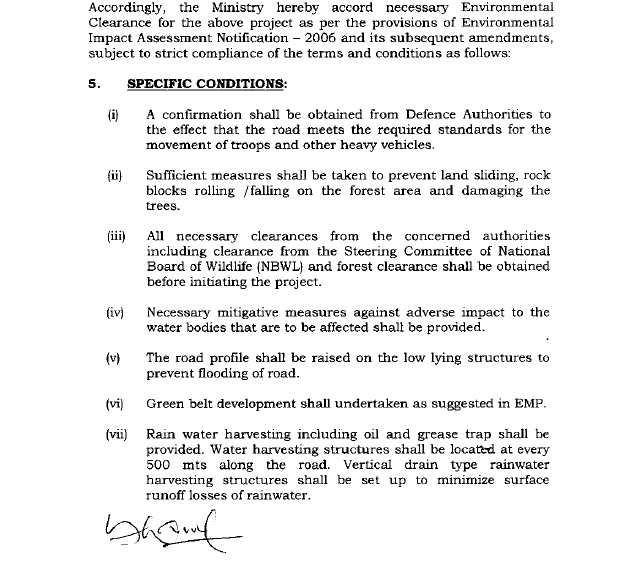 Accordingly, the Ministry hereby accord necessary Environmental
Clearance for the above project as per the provisions of Environmental
Impact Assessment Notification – 2006 and its subsequent amendments,
subject to strict compliance of the terms and conditions as follows:
5. SPECIFIC CONDITIONS:
(i) A confirmation shall be obtained from Defence Authorities to
the effect that the road meets the required standards for the
movement of troops and other heavy vehicles.
(ii) Sufficient measures shall be taken to prevent land sliding, rock
blocks rolling /falling on the forest area and damaging the
trees.
(iii) All necessary clearances from the concerned authorities
including clearance from the Steering Committee of National
Board of Wildlife (NBWL) and forest clearance shall be obtained
before initiating the project.
(iv) Necessary mitigative measures against adverse impact to the
water bodies that are to be affected shall be provided.
(v) The road profile shall be raised on the low lying structures to
prevent flooding of road.
(vi) Green belt development shall undertaken as suggested in EMP.
(vii) Rain water harvesting including oil and grease trap shall be
provided. Water harvesting structures shall be located at every
500 mts along the road. Vertical drain type rainwater
harvesting structures shall be set up to minimize surface
runoff losses of rainwater.